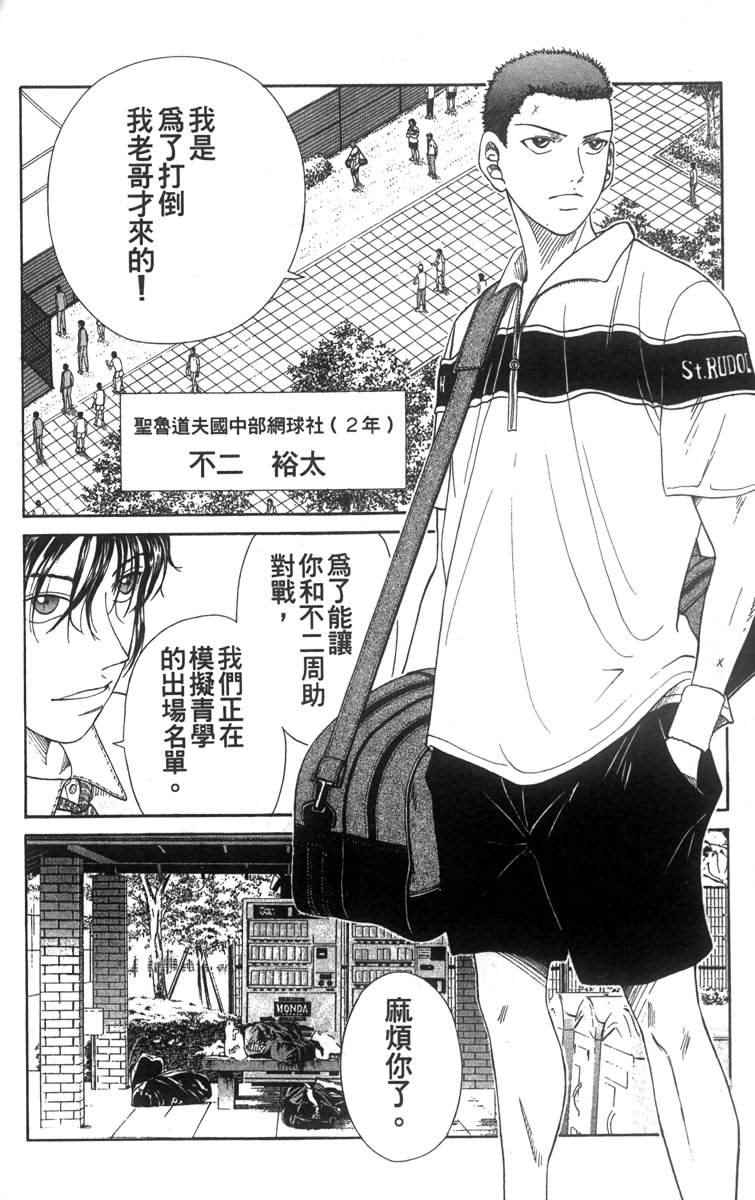 我是
爲了打倒
我老哥才來的！
St.RUDOL
聖魯道夫國中部網球社（２年）
不二　裕太
爲了能讓
你和不二周助
對戰，
我們正在
模擬青學
的出場名單。
HONDA
麻煩你了。